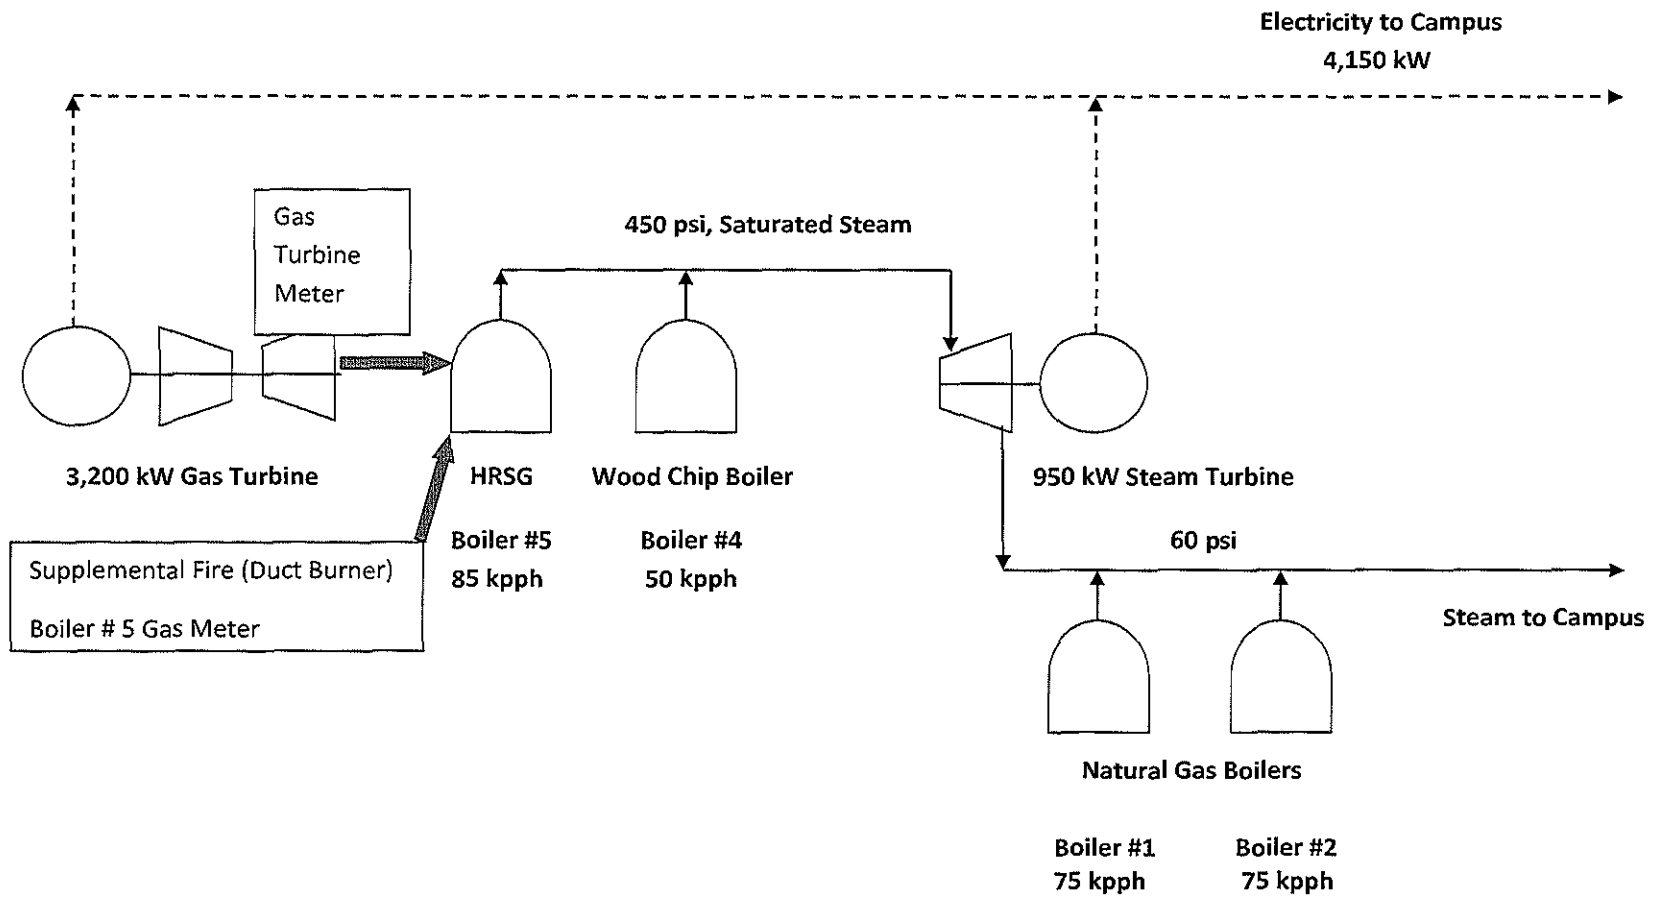 Electricity to Campus
4,150 kW
Gas
Turbine
Meter
450 psi, Saturated Steam
3,200 kW Gas Turbine
HRSG
Wood Chip Boiler
950 kW Steam Turbine
Boiler #5
85 kpph
Boiler #4
50 kpph
60 psi
Supplemental Fire (Duct Burner)
Boiler # 5 Gas Meter
Steam to Campus
Natural Gas Boilers
Boiler #1
75 kpph
Boiler #2
75 kpph